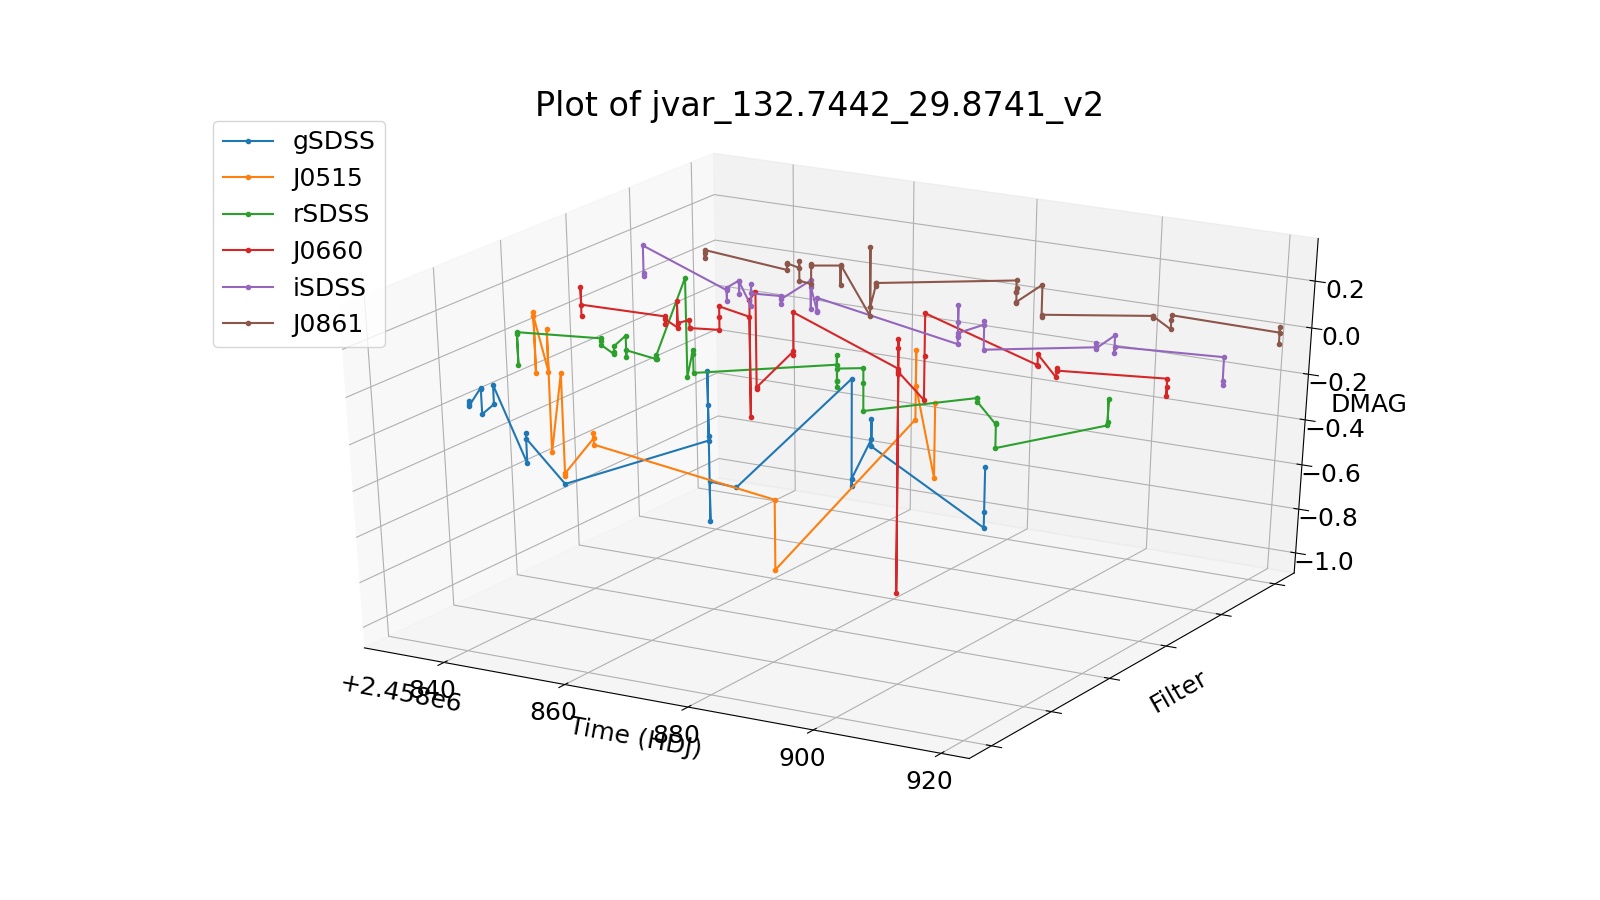 Plot of jvar_132.7442_29.8741_v2
gSDSS
J0515
rSDSS
J0660
iSDSS
J0861
0.2
0.0
−0.2
DMAG
−0.4
−0.6
−0.8
−1.0
Filter
+2.458e6
840
860
Time (HDJ)
880
900
920